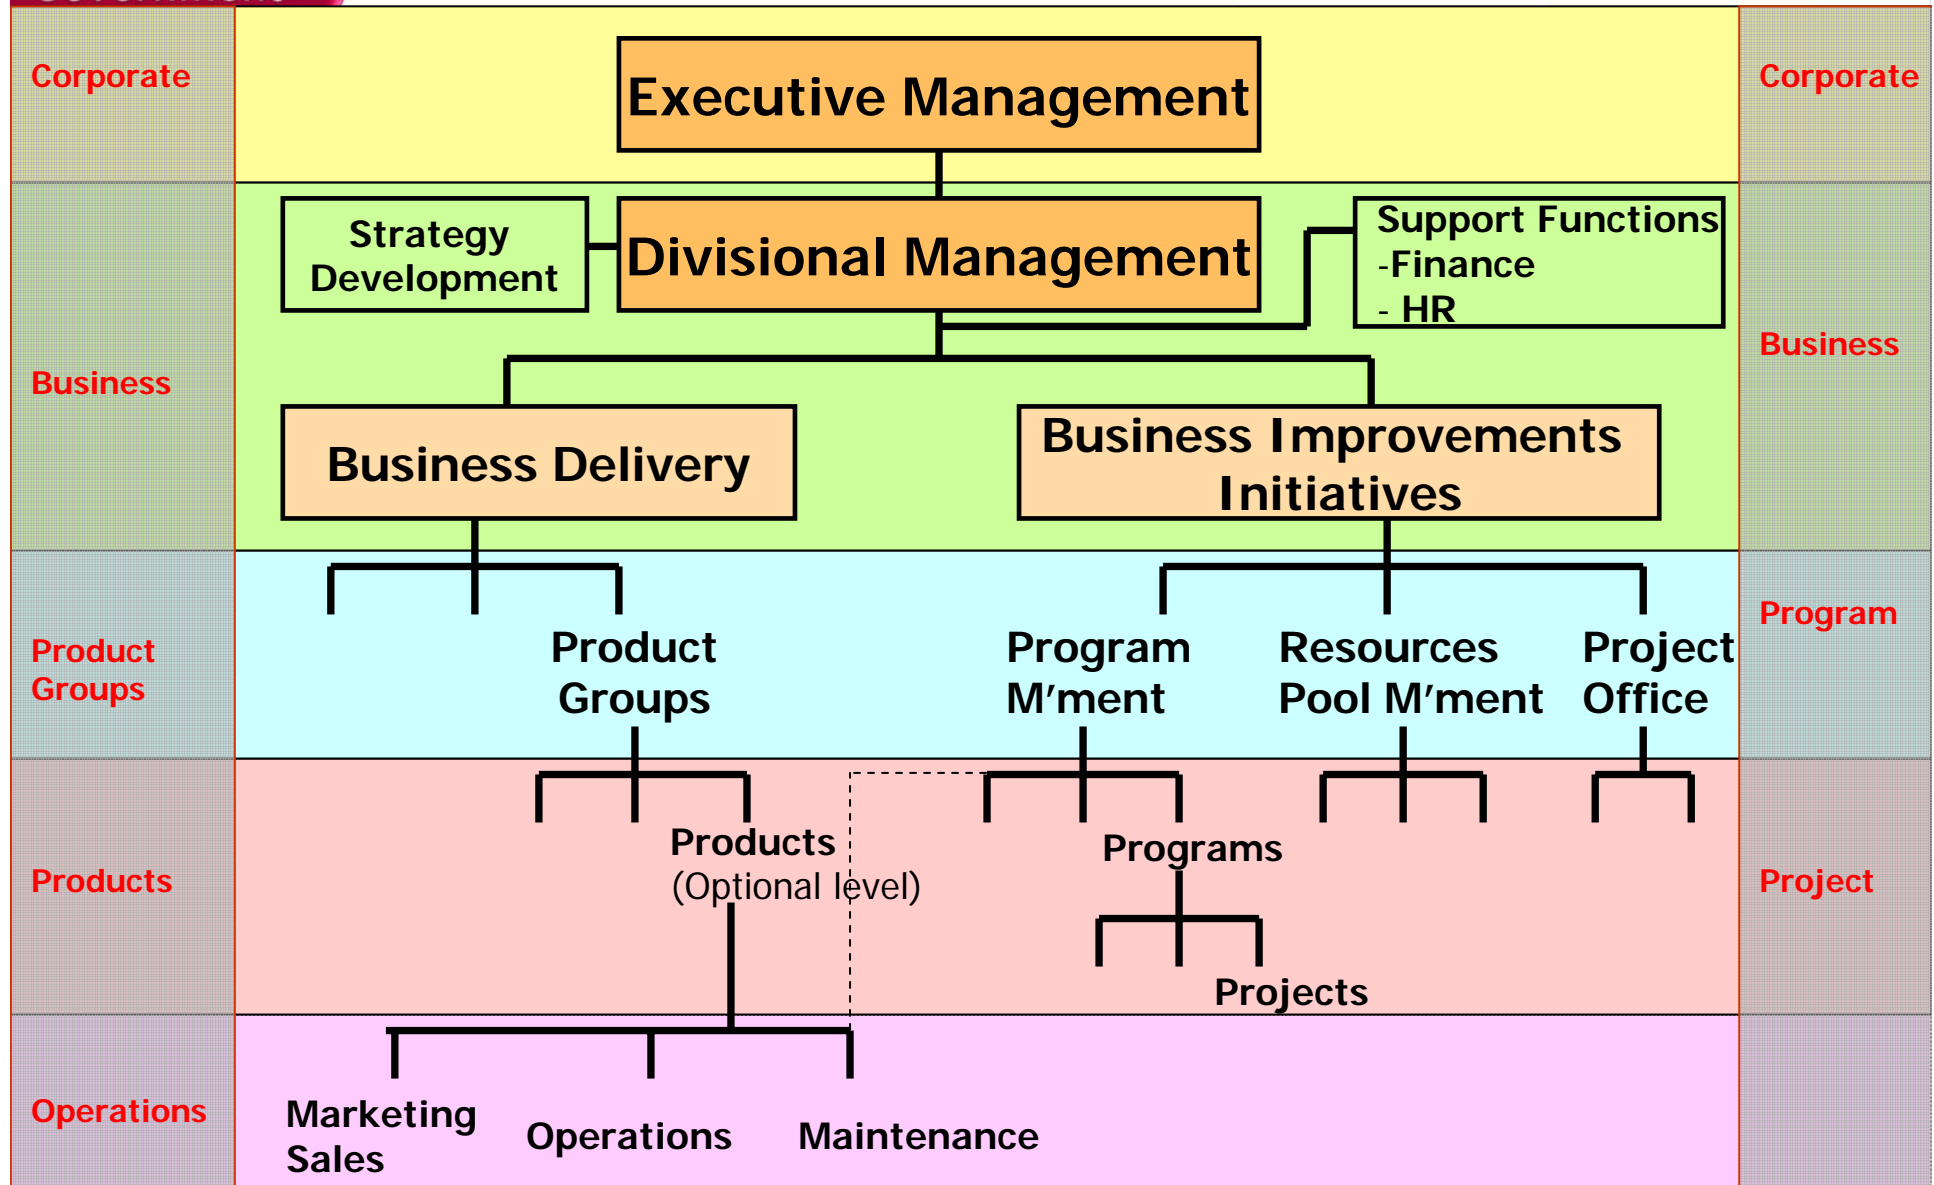 Government
Corporate
Executive Management
Corporate
Strategy
Development
Divisional Management
Support Functions
-Finance
- HR
Business
Business
Business Delivery
Business Improvements
Initiatives
Product
Groups
Product
Groups
Program
M’ment
Resources
Pool M’ment
Project
Office
Program
Products
Products
(Optional level)
Programs
Projects
Project
Operations
Marketing
Sales
Operations
Maintenance